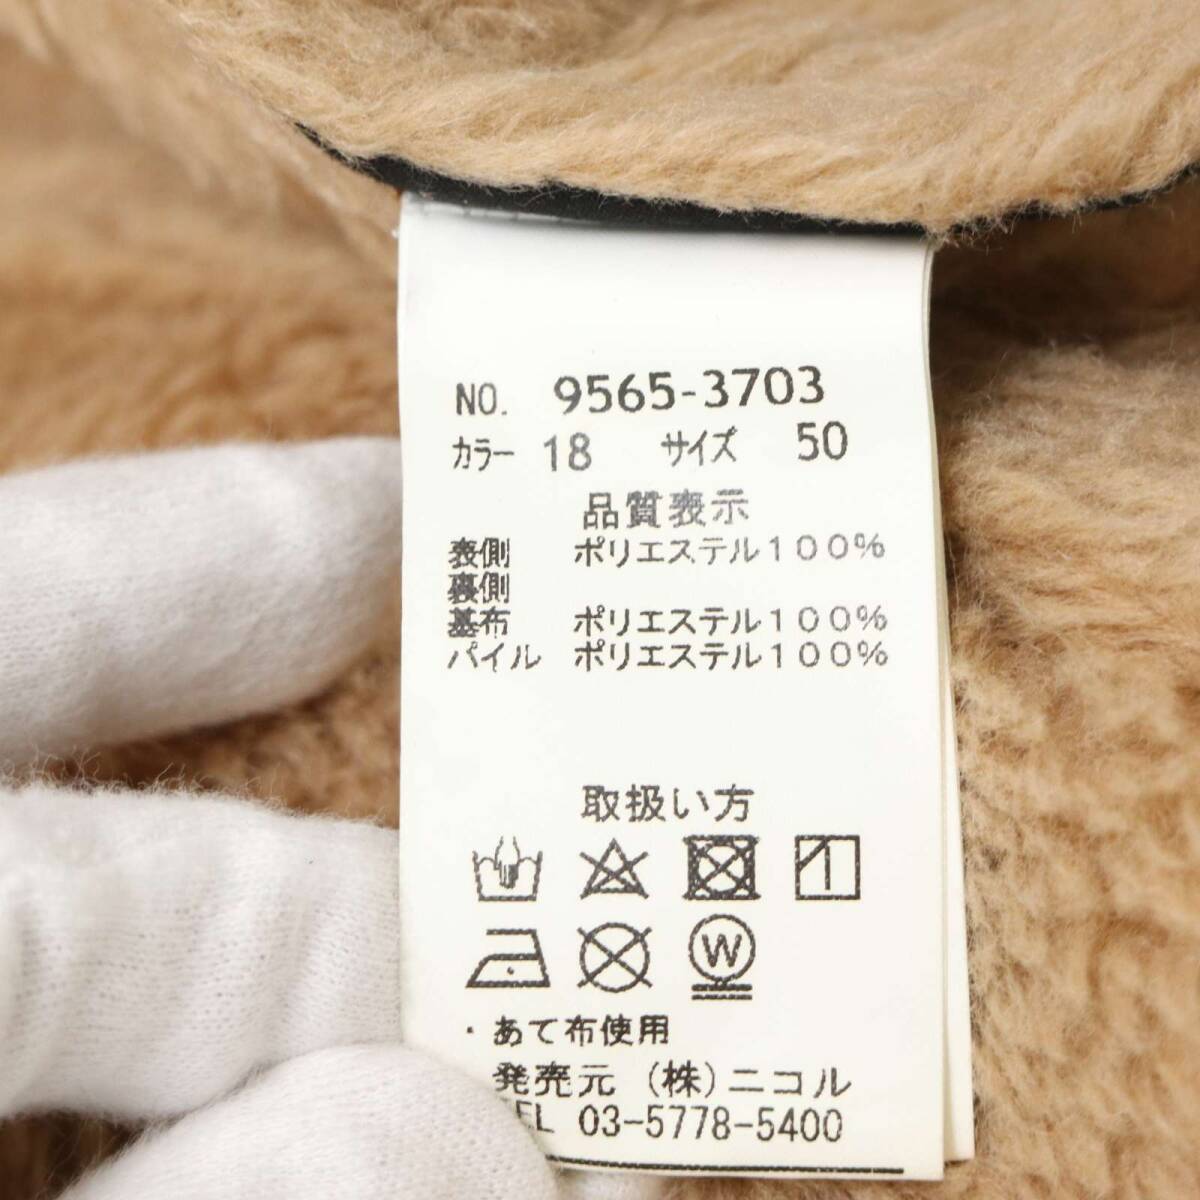 NO. 9565-3703
カラー 18 サイズ 50
品質表示
表側 ポリエステル100%
裏側
基布 ポリエステル100%
パイル ポリエステル100%
取扱い方
W
・あて布使用
発売元 (株)ニコル
TEL 03-5778-5400